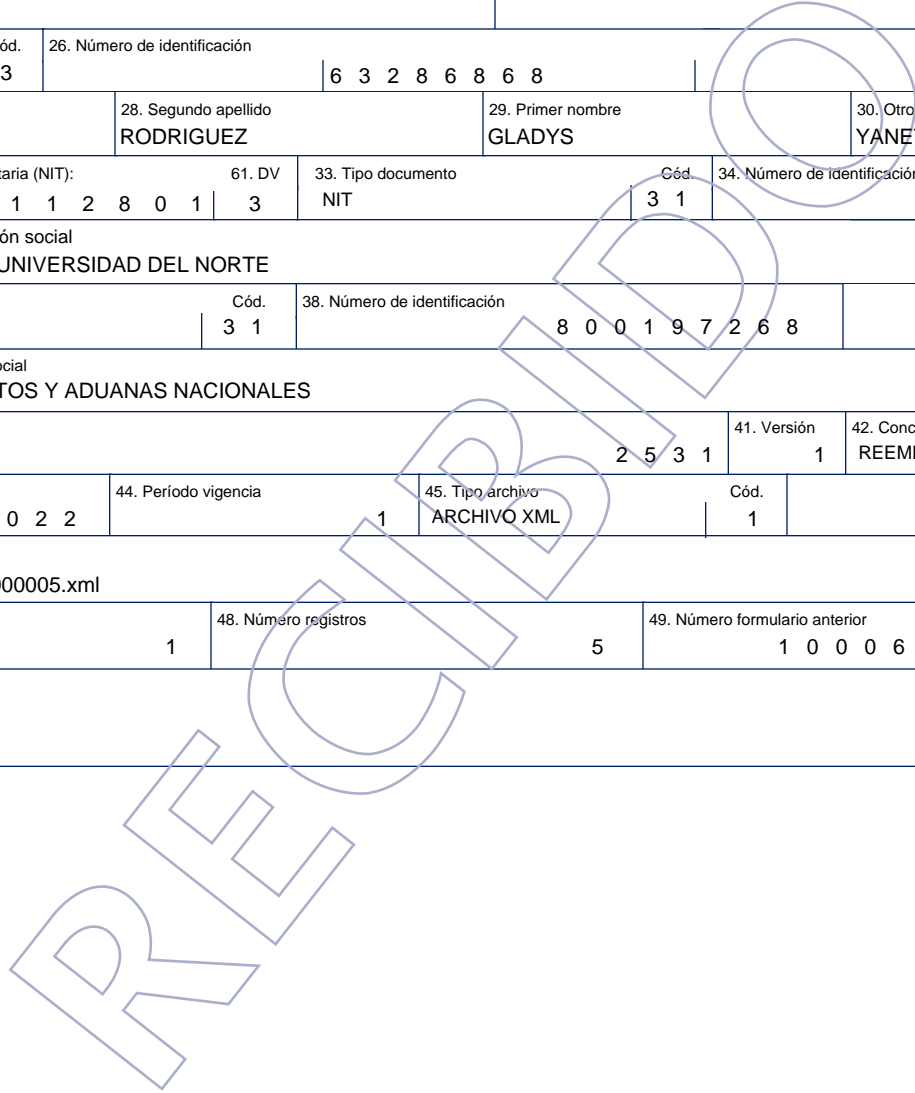 ód. 26. Número de identificación
3 6 3 2 8 6 8 6 8
28. Segundo apellido 29. Primer nombre 30. Otro
RODRIGUEZ GLADYS YANE
taria (NIT): 61. DV 33. Tipo documento Cód. 34. Número de identificación
1 1 2 8 0 1 3 NIT 3 1
ón social
UNIVERSIDAD DEL NORTE
Cód. 38. Número de identificación
3 1 8 0 0 1 9 7 2 6 8
ocial
TOS Y ADUANAS NACIONALES
41. Versión 42. Conc
2 5 3 1 1 REEM
44. Período vigencia 45. Tipo archivo Cód.
0 2 2 1 ARCHIVO XML 1
000005.xml
48. Número registros 49. Número formulario anterior
1 5 1 0 0 0 6
RECIBIDO